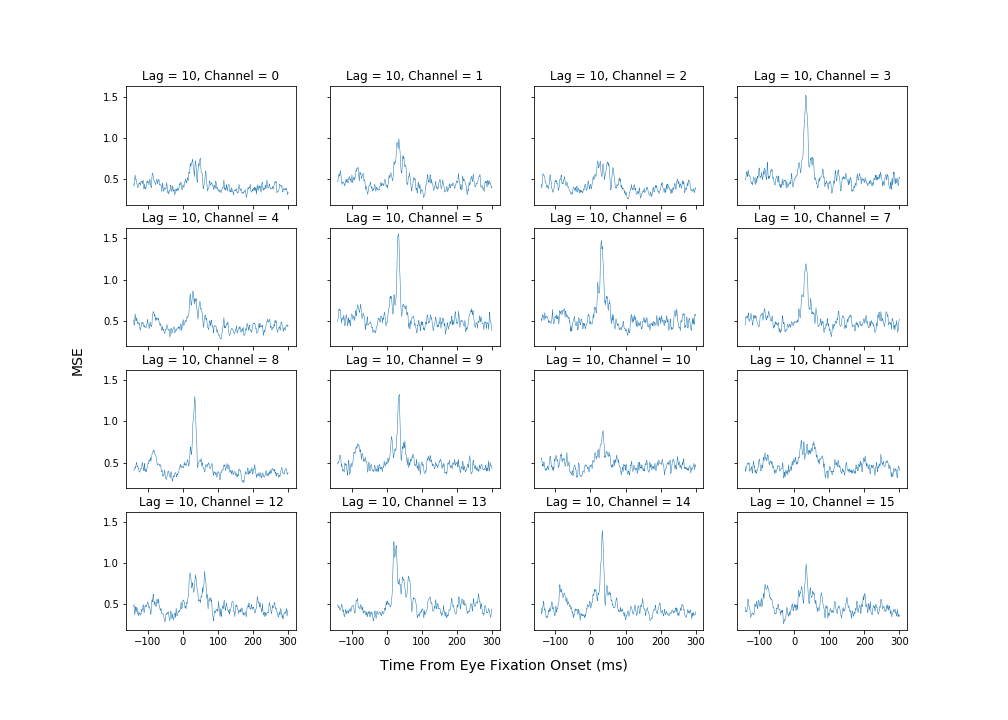 Lag = 10, Channel = 0
Lag = 10, Channel = 1
Lag = 10, Channel = 2
Lag = 10, Channel = 3
1.5
1.0
0.5
Lag = 10, Channel = 4
Lag = 10, Channel = 5
Lag = 10, Channel = 6
Lag = 10, Channel = 7
1.5
1.0
0.5
MSE
Lag = 10, Channel = 8
Lag = 10, Channel = 9
Lag = 10, Channel = 10
Lag = 10, Channel = 11
1.5
1.0
0.5
Lag = 10, Channel = 12
Lag = 10, Channel = 13
Lag = 10, Channel = 14
Lag = 10, Channel = 15
1.5
1.0
0.5
−100 0 100 200 300
−100 0 100 200 300
−100 0 100 200 300
−100 0 100 200 300
Time From Eye Fixation Onset (ms)